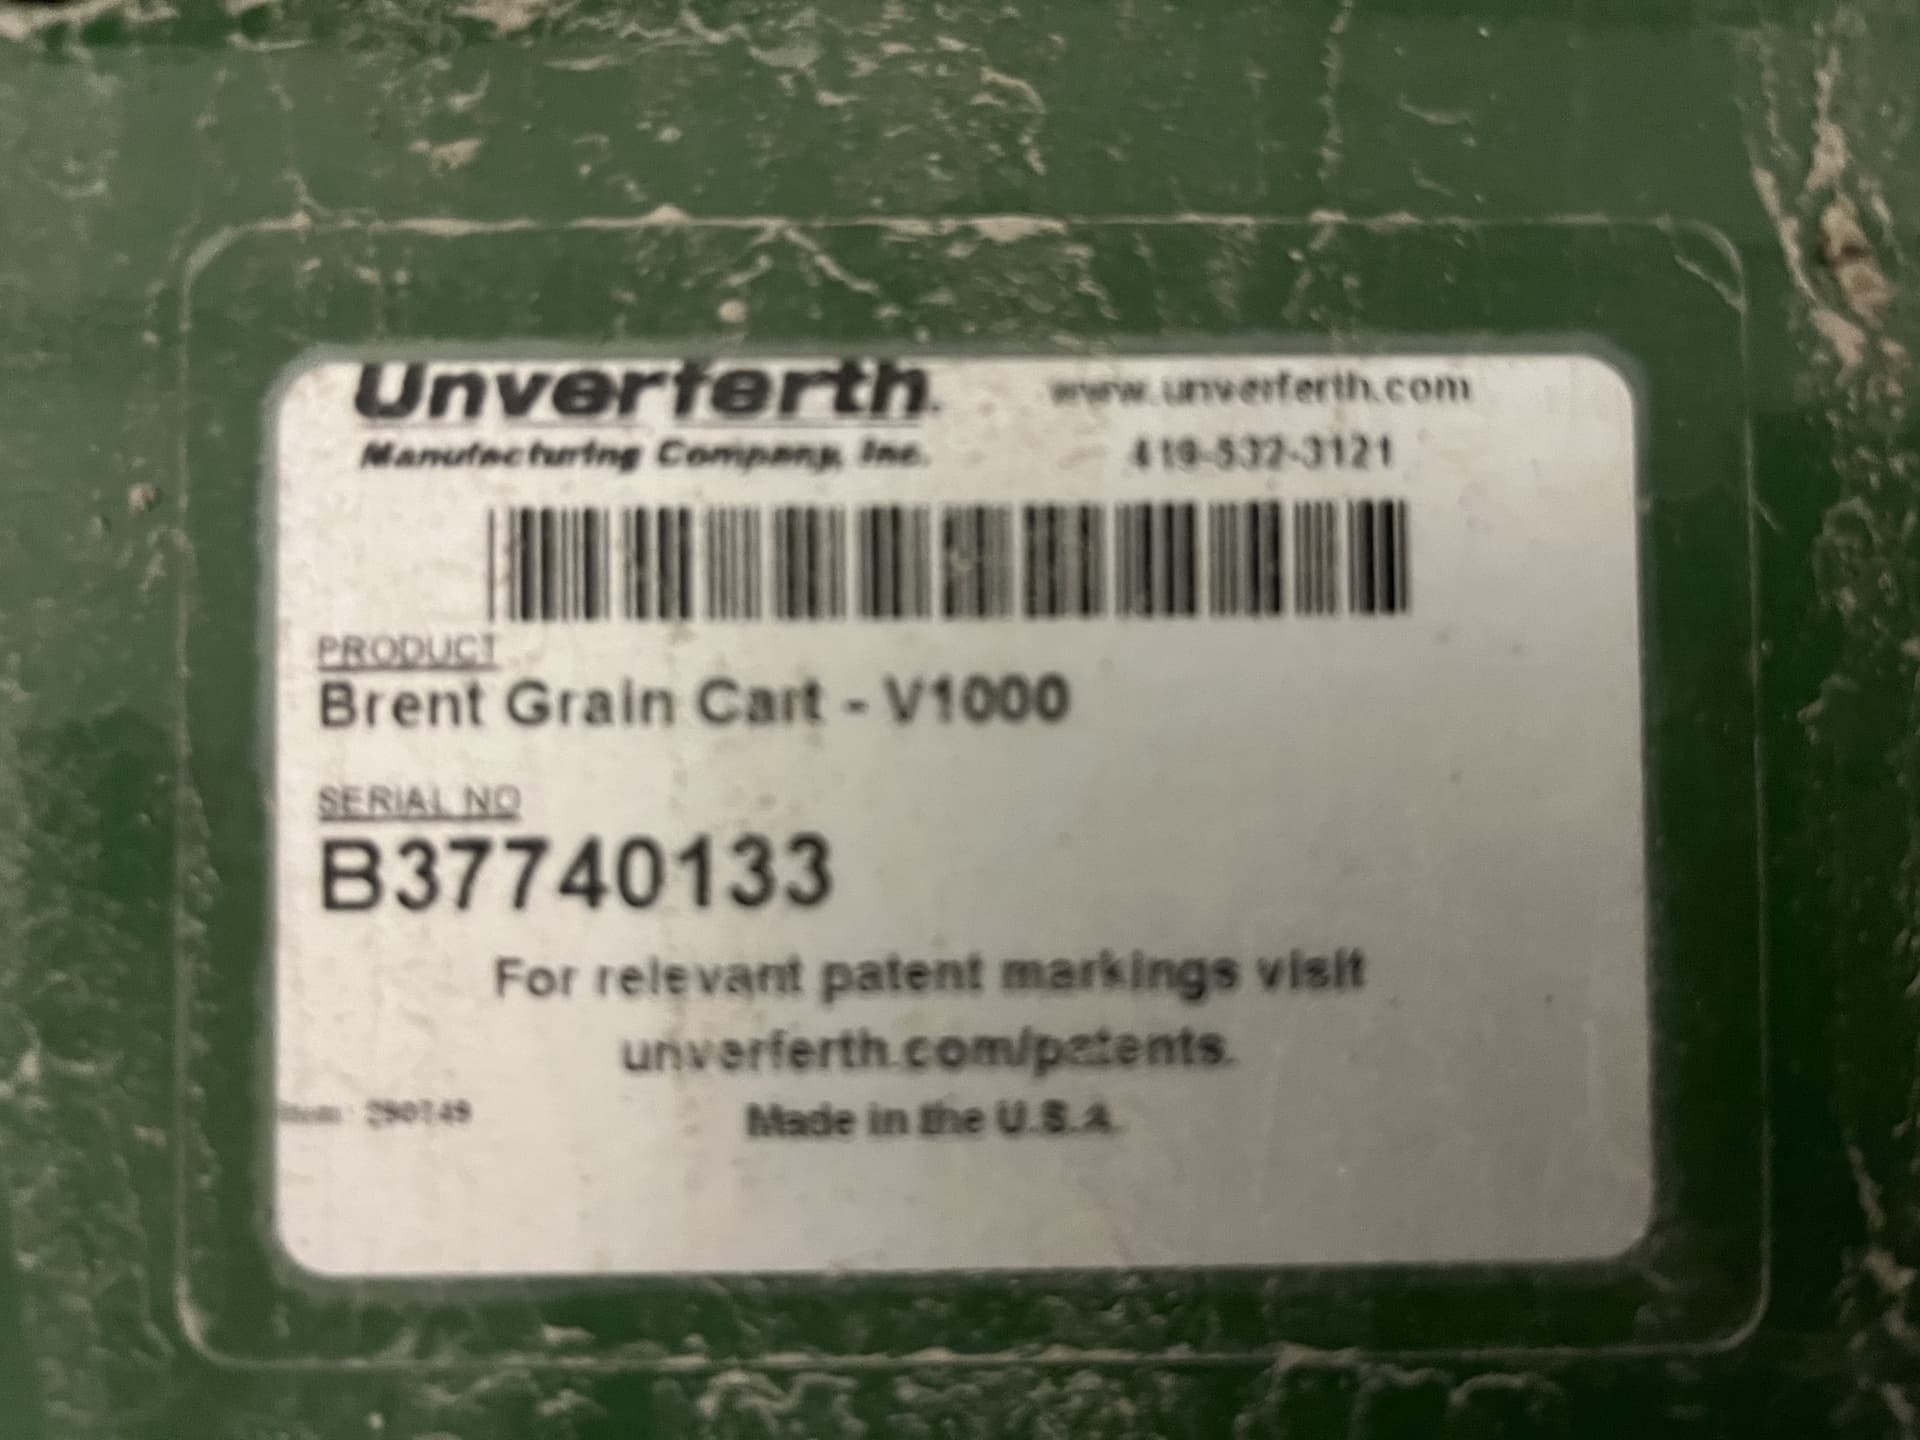 Unverferth
Manufacturing Company, Inc.
www.unverferth.com
419-532-3121
PRODUCT
Brent Grain Cart - V1000
SERIAL NO
B37740133
For relevant patent markings visit
unverferth.com/patents.
Made in the U.S.A.